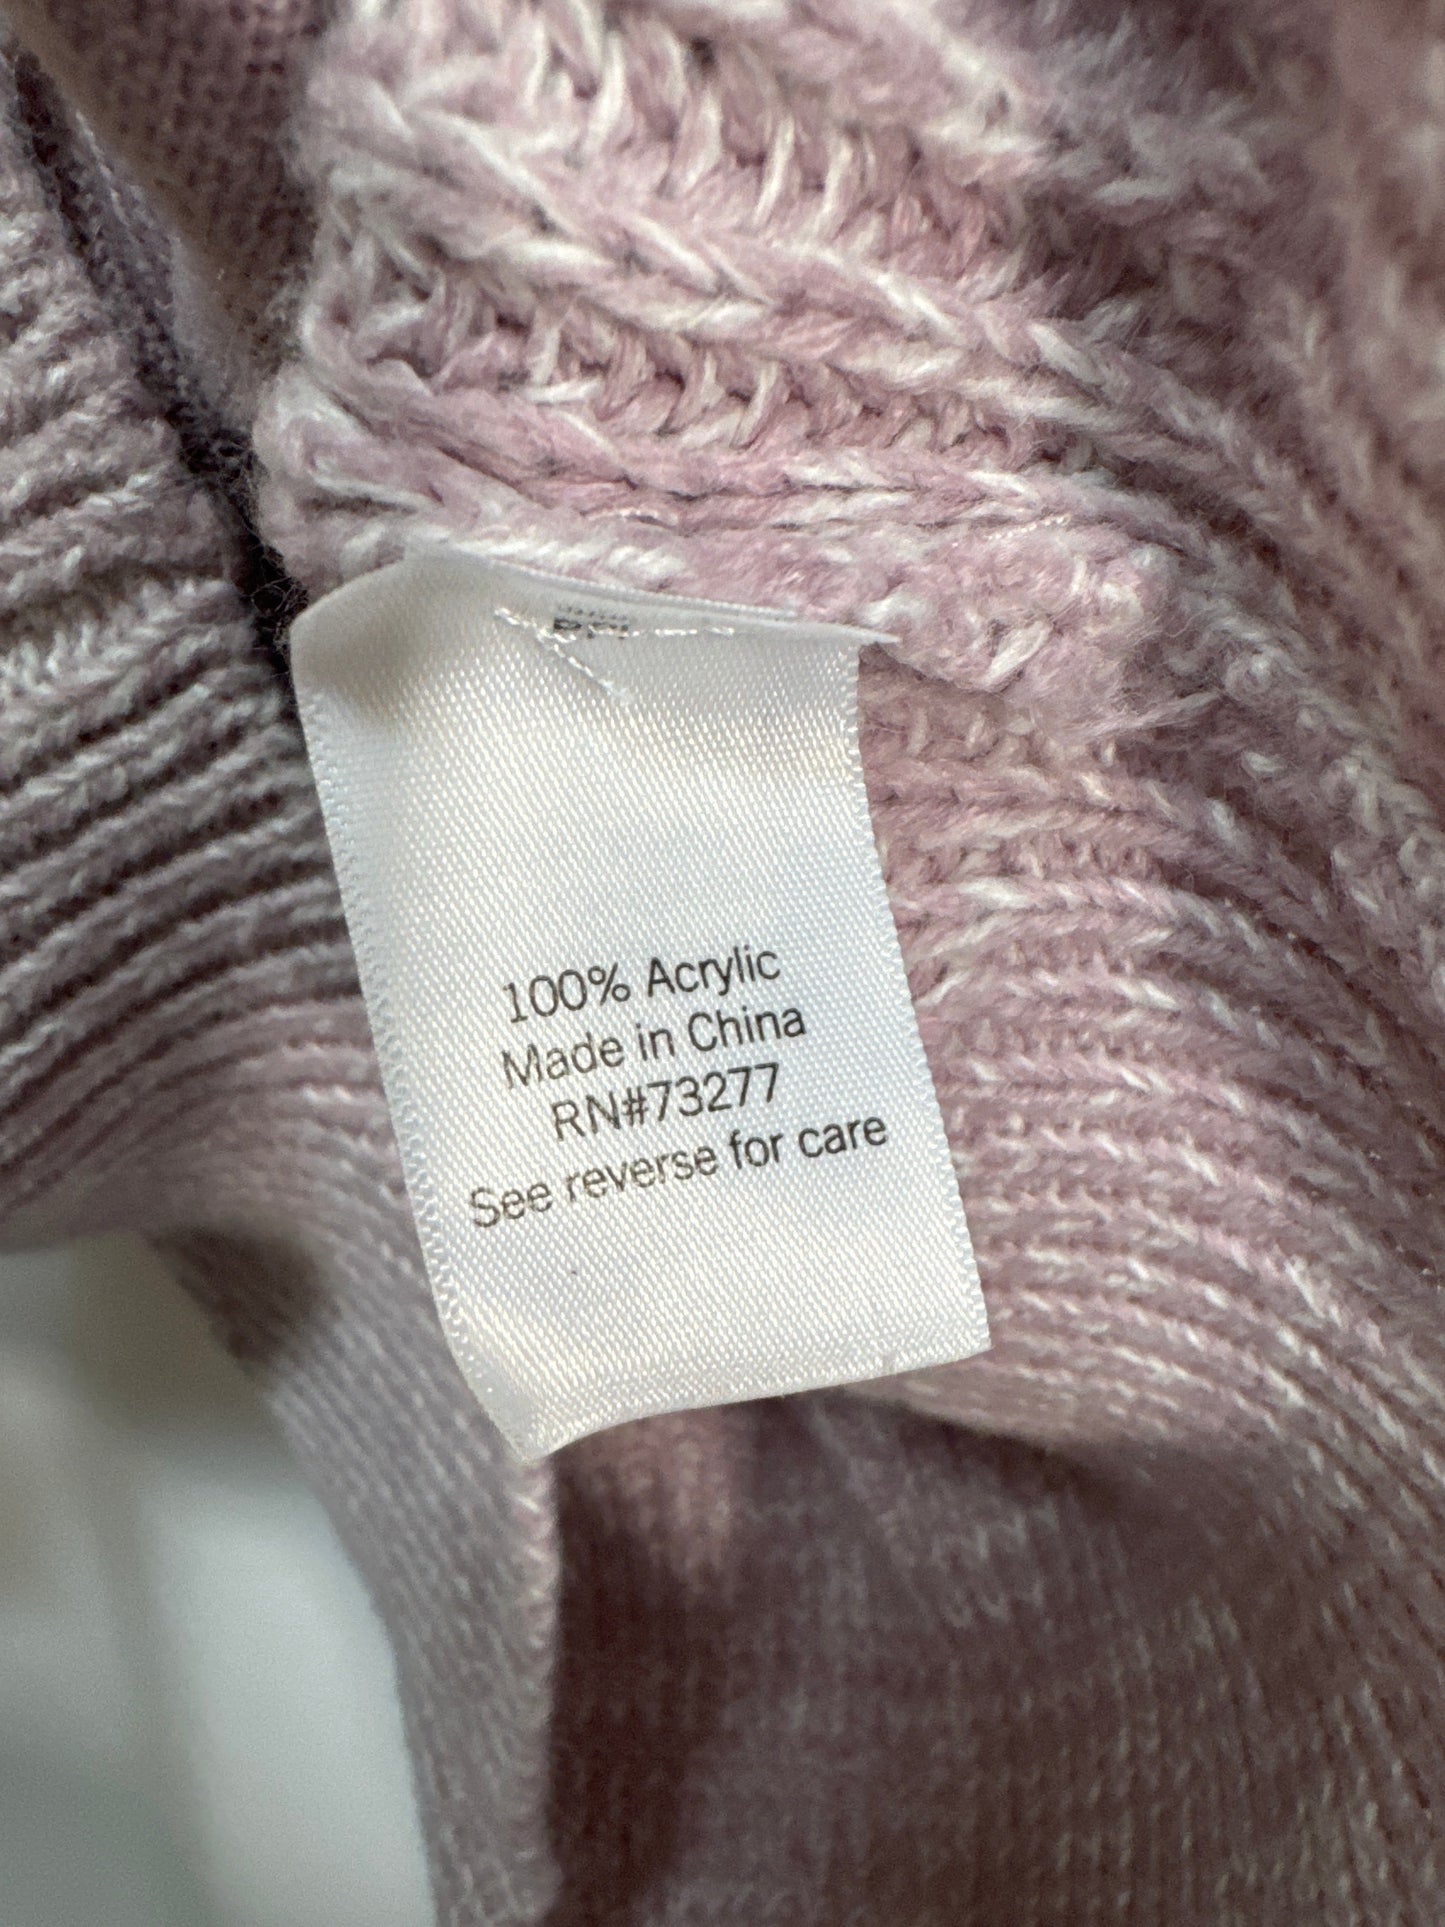 100% Acrylic
Made in China
RN#73277
See reverse for care